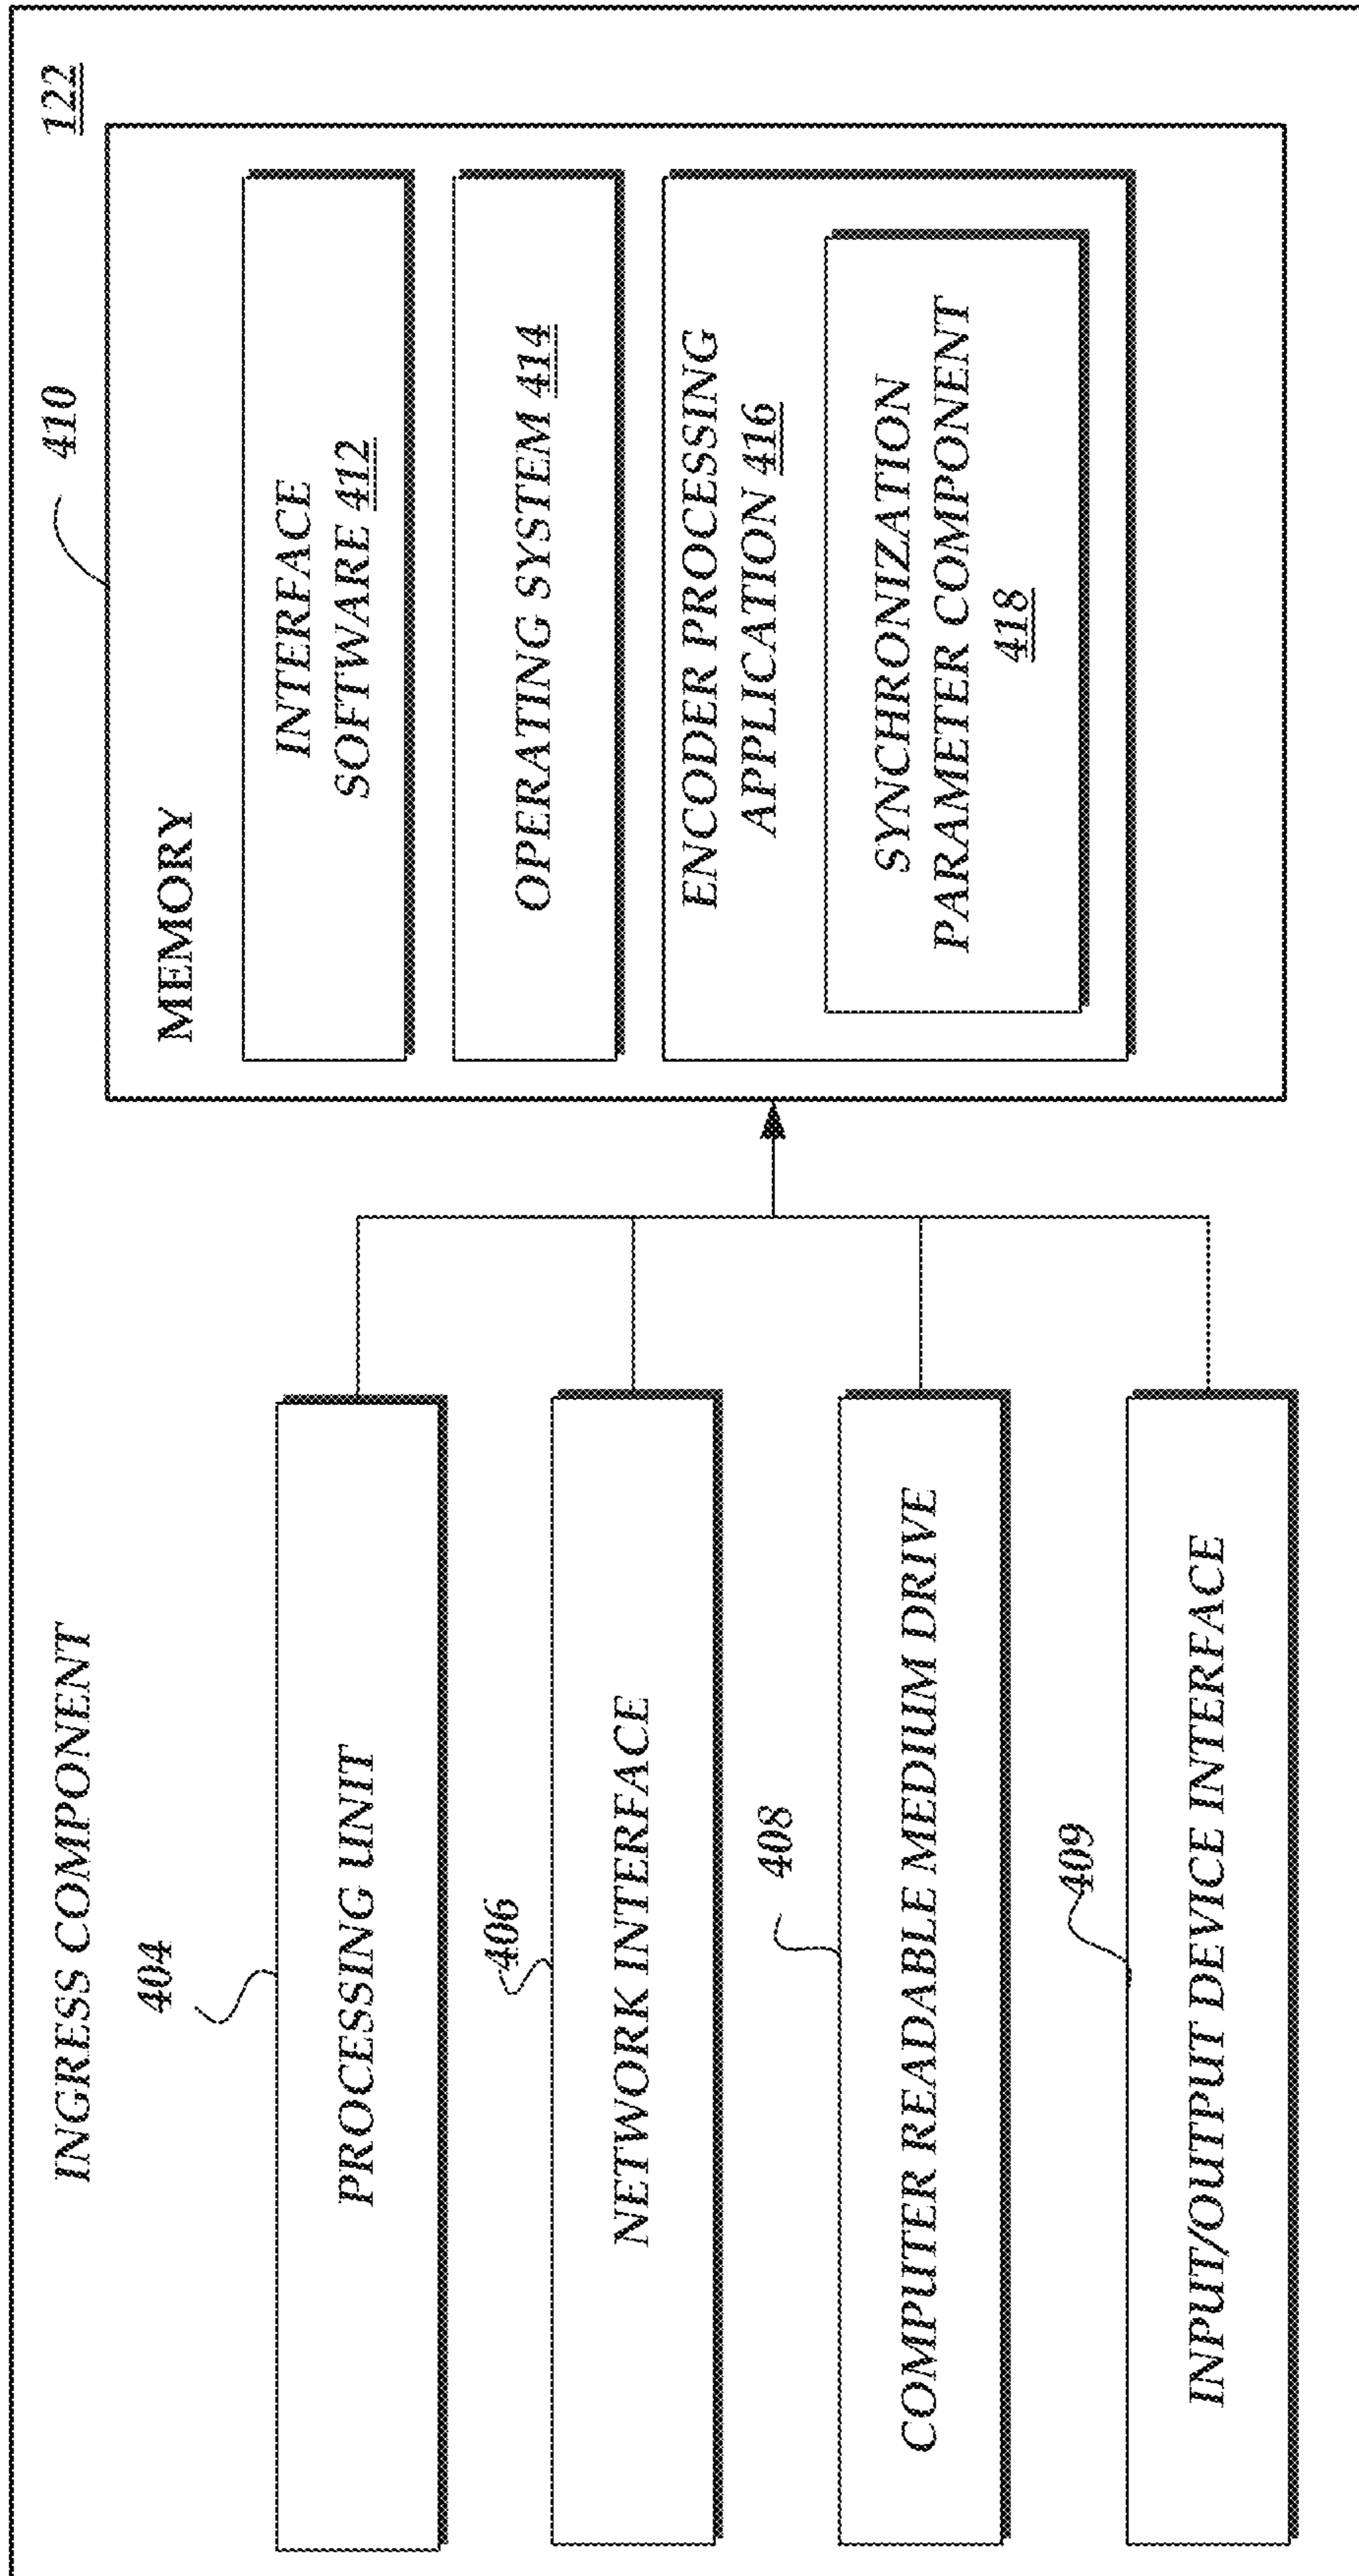 INGRESS COMPONENT
122
404
PROCESSING UNIT
406
NETWORK INTERFACE
408
COMPUTER READABLE MEDIUM DRIVE
409
INPUT/OUTPUT DEVICE INTERFACE
410
MEMORY
INTERFACE
SOFTWARE 412
OPERATING SYSTEM 414
ENCODER PROCESSING
APPLICATION 416
SYNCHRONIZATION
PARAMETER COMPONENT
418